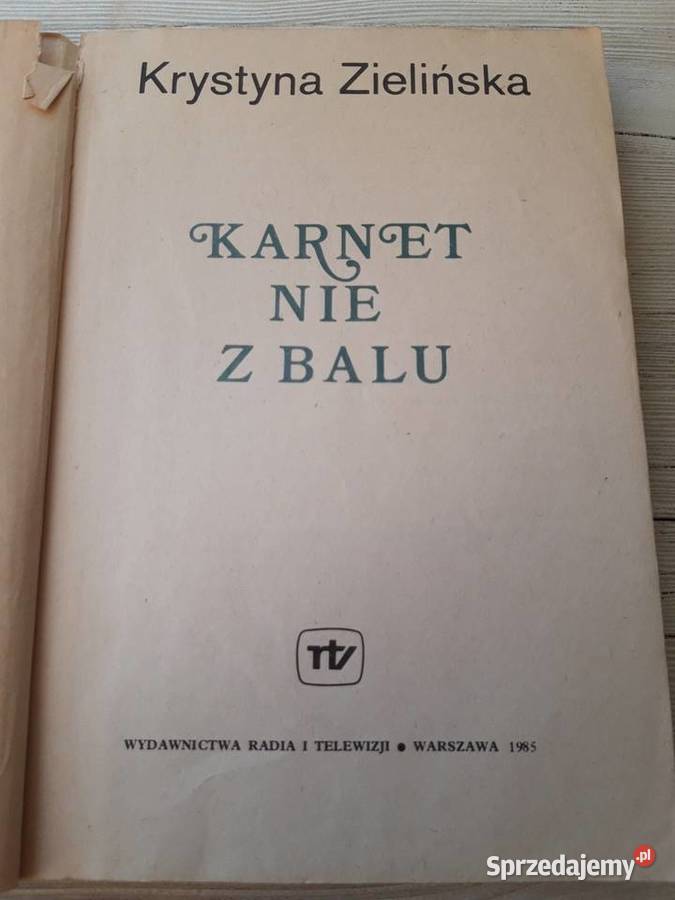 Krystyna Zielińska
KARNET
NIE
Z BALU
rtv
WYDAWNICTWA RADIA I TELEWIZJI ● WARSZAWA 1985
Sprzedajemy.pl